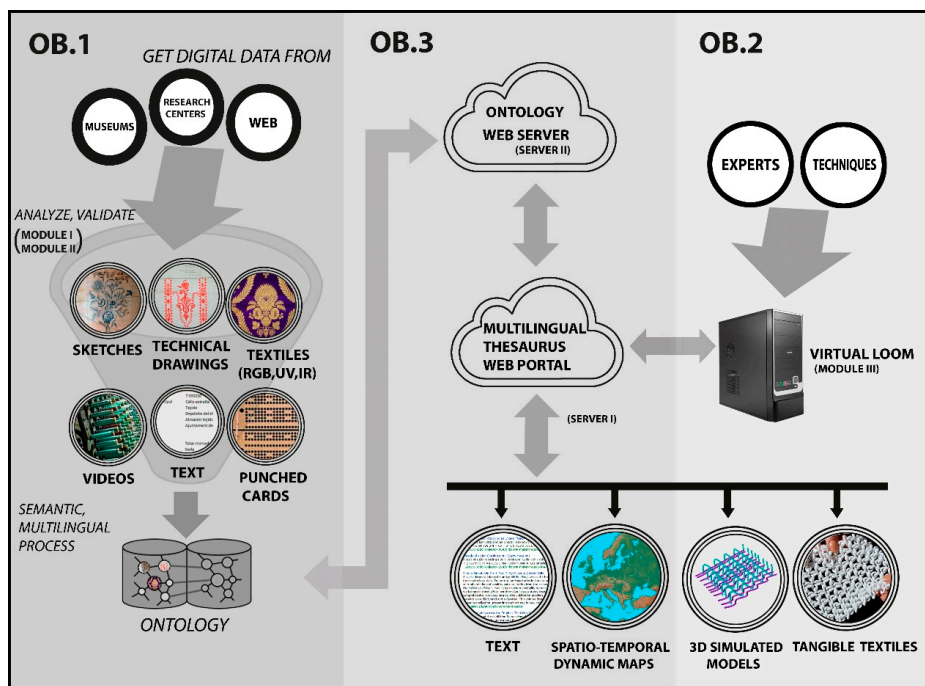 OB.1
GET DIGITAL DATA FROM
MUSEUMS
RESEARCH
CENTERS
WEB
ANALYZE, VALIDATE
(MODULE I
MODULE II)
SKETCHES
TECHNICAL
DRAWINGS
TEXTILES
(RGB,UV,IR)
VIDEOS
TEXT
PUNCHED
CARDS
SEMANTIC,
MULTILINGUAL
PROCESS
ONTOLOGY
OB.3
ONTOLOGY
WEB SERVER
(SERVER II)
MULTILINGUAL
THESAURUS
WEB PORTAL
(SERVER I)
OB.2
EXPERTS
TECHNIQUES
VIRTUAL LOOM
(MODULE III)
TEXT
SPATIO-TEMPORAL
DYNAMIC MAPS
3D SIMULATED
MODELS
TANGIBLE TEXTILES